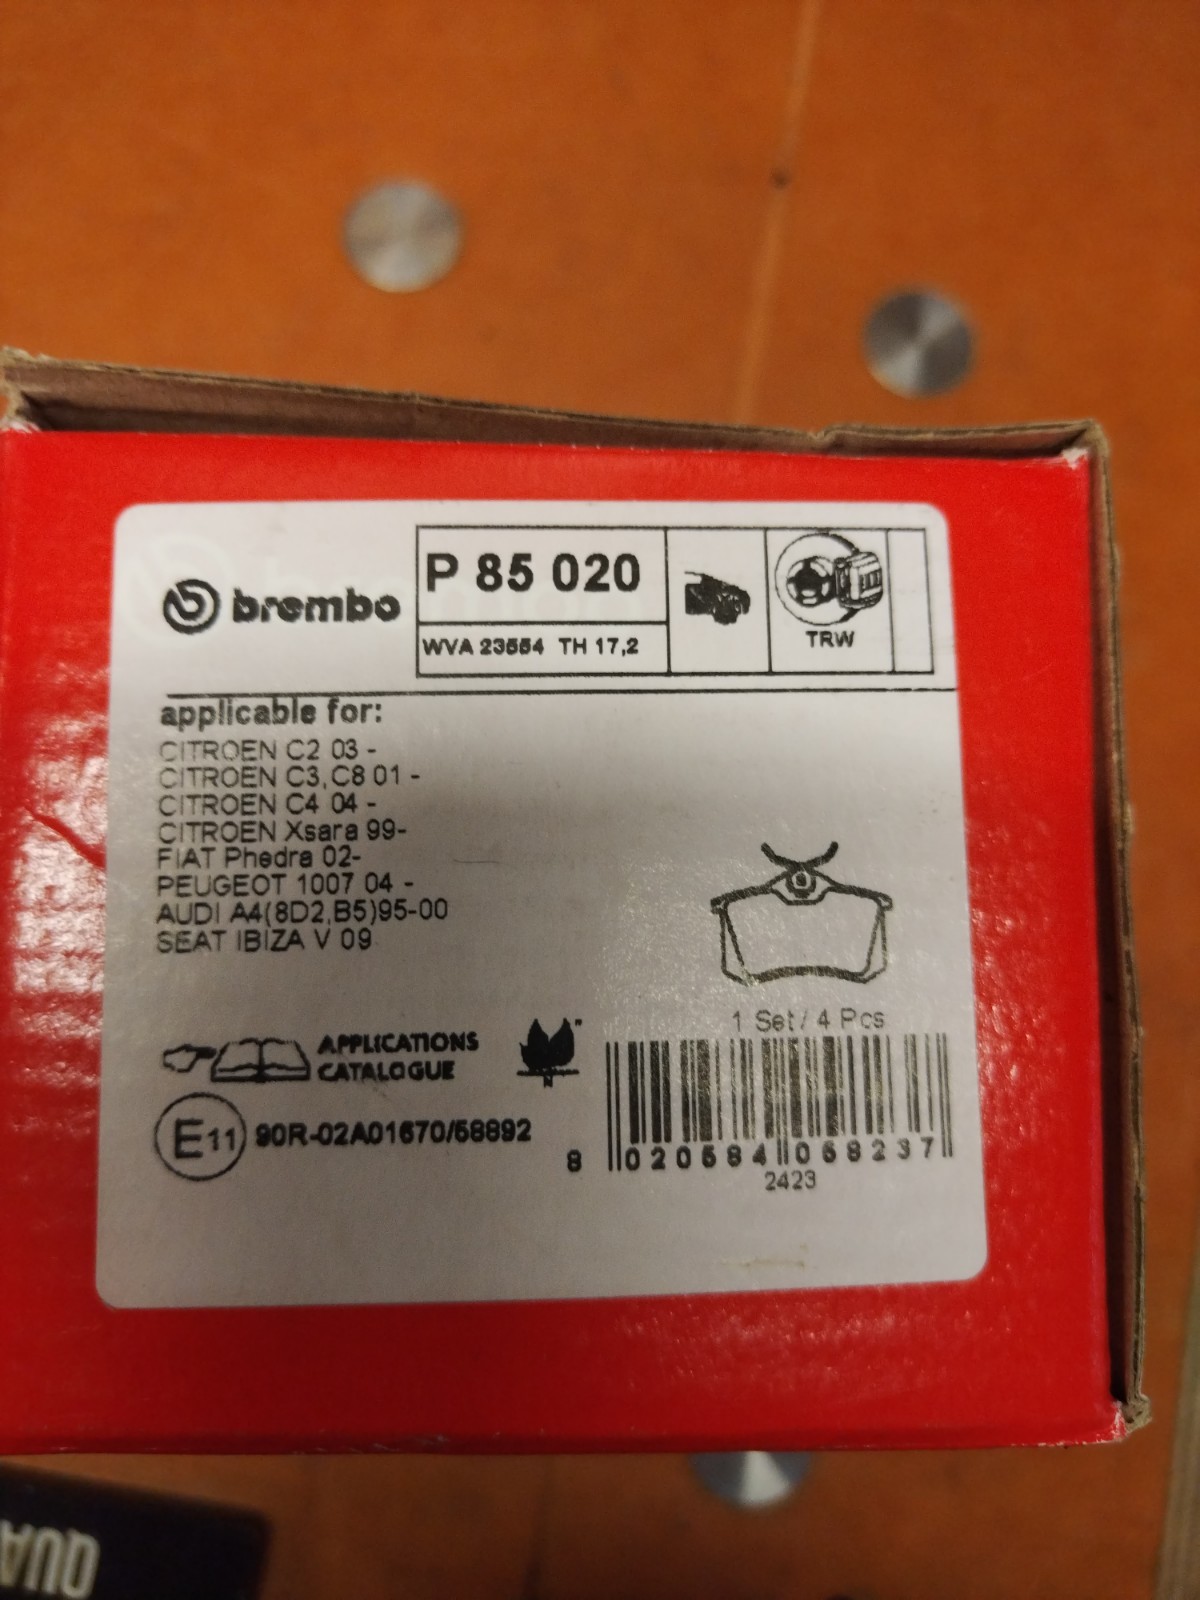 brembo
P 85 020
WVA 23554 TH 17,2
TRW
applicable for:
CITROEN C2 03 -
CITROEN C3,C8 01 -
CITROEN C4 04 -
CITROEN Xsara 99-
FIAT Phedra 02-
PEUGEOT 1007 04 -
AUDI A4(8D2,B5)95-00
SEAT IBIZA V 09
1 Set / 4 Pcs
APPLICATIONS
CATALOGUE
N
E11 90R-02A01670/58892
8 020584 058237
2423
QUA